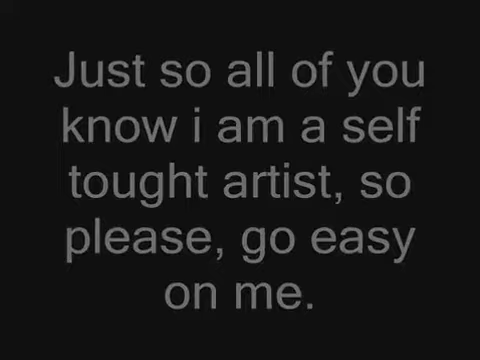 Just so all of you
know i am a self
tought artist, so
please, go easy
on me.